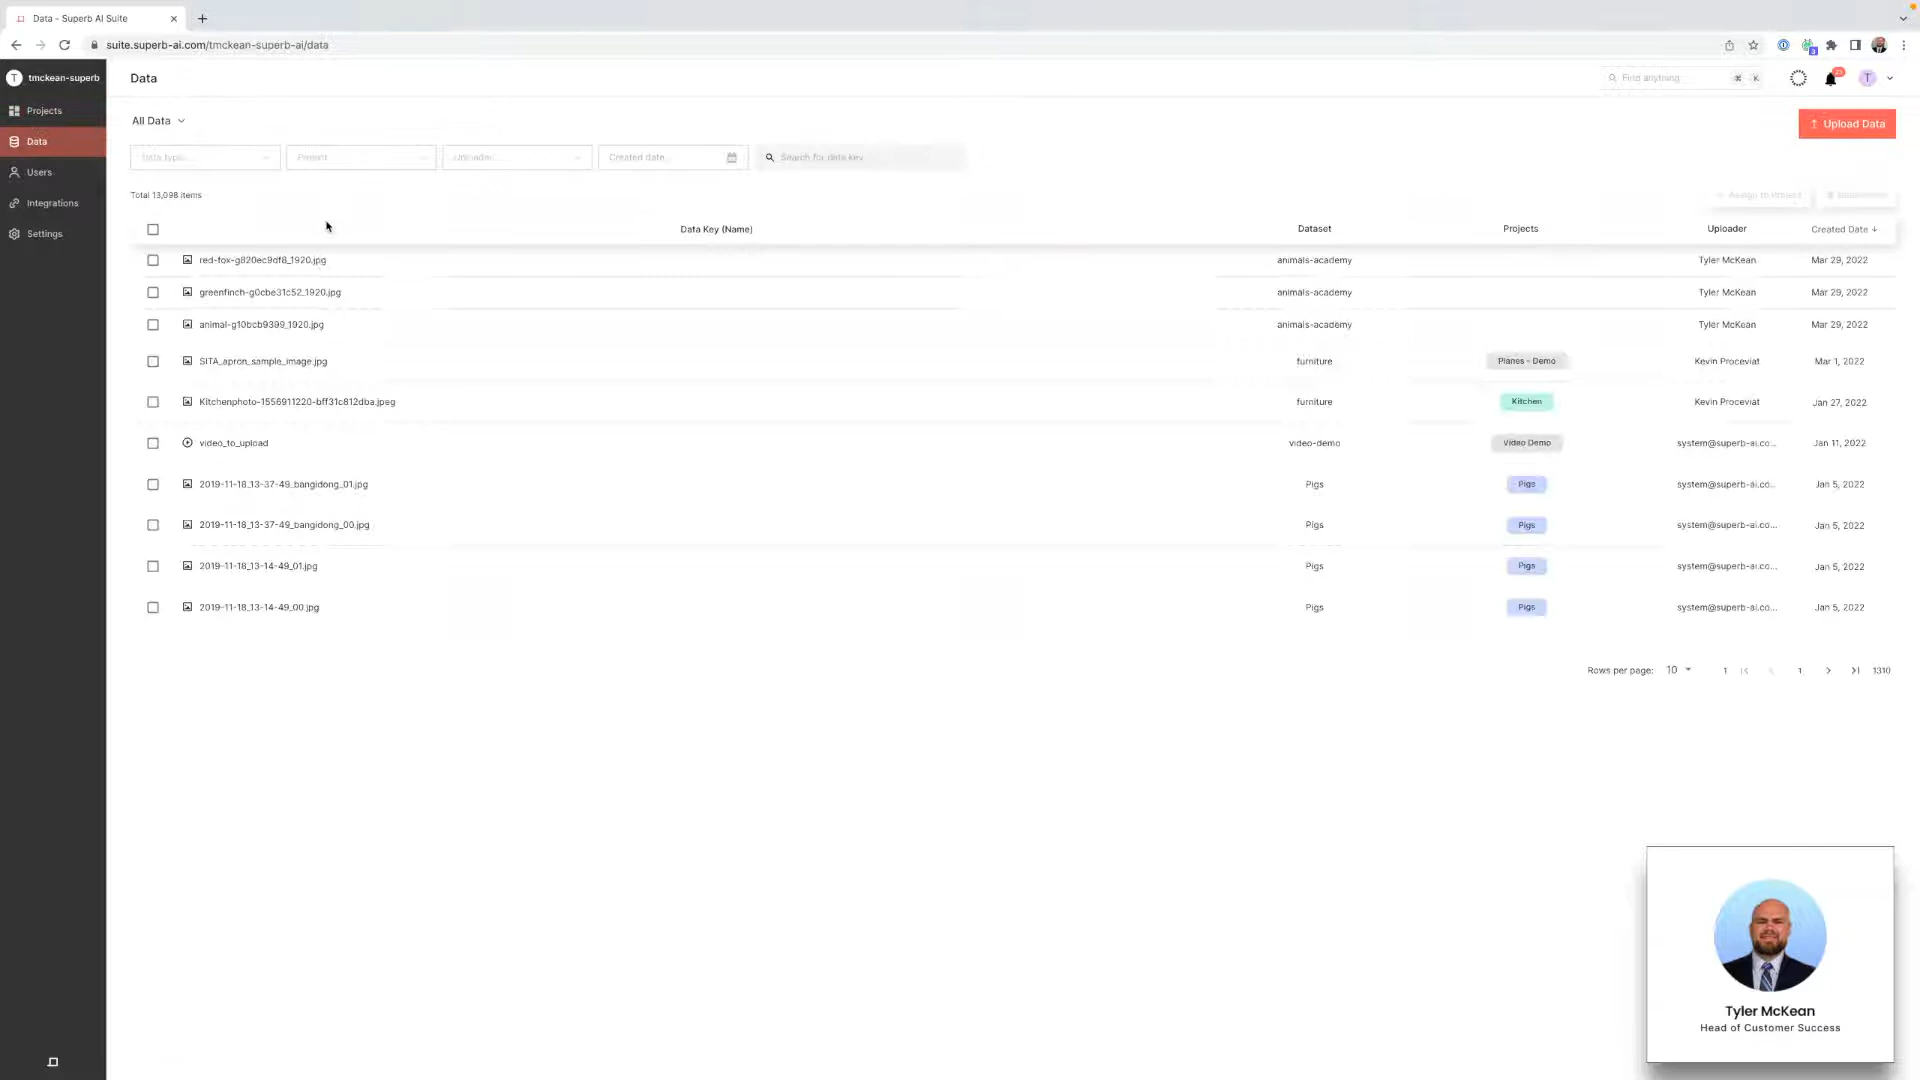 Data - Superb AI Suite
suite.superb-ai.com/tmckean-superb-ai/data
T tmckean-superb
Data
Find anything
⌘ K
23
T
Projects
Data
Users
Integrations
Settings
All Data
Upload Data
Data type...
Project
Uploader...
Created date...
Search for data key
Total 13,098 items
Assign to Project
Data Key (Name) Dataset Projects Uploader Created Date ↓
red-fox-g820ec9df8_1920.jpg animals-academy Tyler McKean Mar 29, 2022
greenfinch-g0cbe31c52_1920.jpg animals-academy Tyler McKean Mar 29, 2022
animal-g10bcb9399_1920.jpg animals-academy Tyler McKean Mar 29, 2022
SITA_apron_sample_image.jpg furniture Planes - Demo Kevin Proceviat Mar 1, 2022
Kitchenphoto-1556911220-bff31c812dba.jpeg furniture Kitchen Kevin Proceviat Jan 27, 2022
video_to_upload video-demo Video Demo system@superb-ai.co... Jan 11, 2022
2019-11-18_13-37-49_bangidong_01.jpg Pigs Pigs system@superb-ai.co... Jan 5, 2022
2019-11-18_13-37-49_bangidong_00.jpg Pigs Pigs system@superb-ai.co... Jan 5, 2022
2019-11-18_13-14-49_01.jpg Pigs Pigs system@superb-ai.co... Jan 5, 2022
2019-11-18_13-14-49_00.jpg Pigs Pigs system@superb-ai.co... Jan 5, 2022
Rows per page: 10 1 1 1310
Tyler McKean
Head of Customer Success